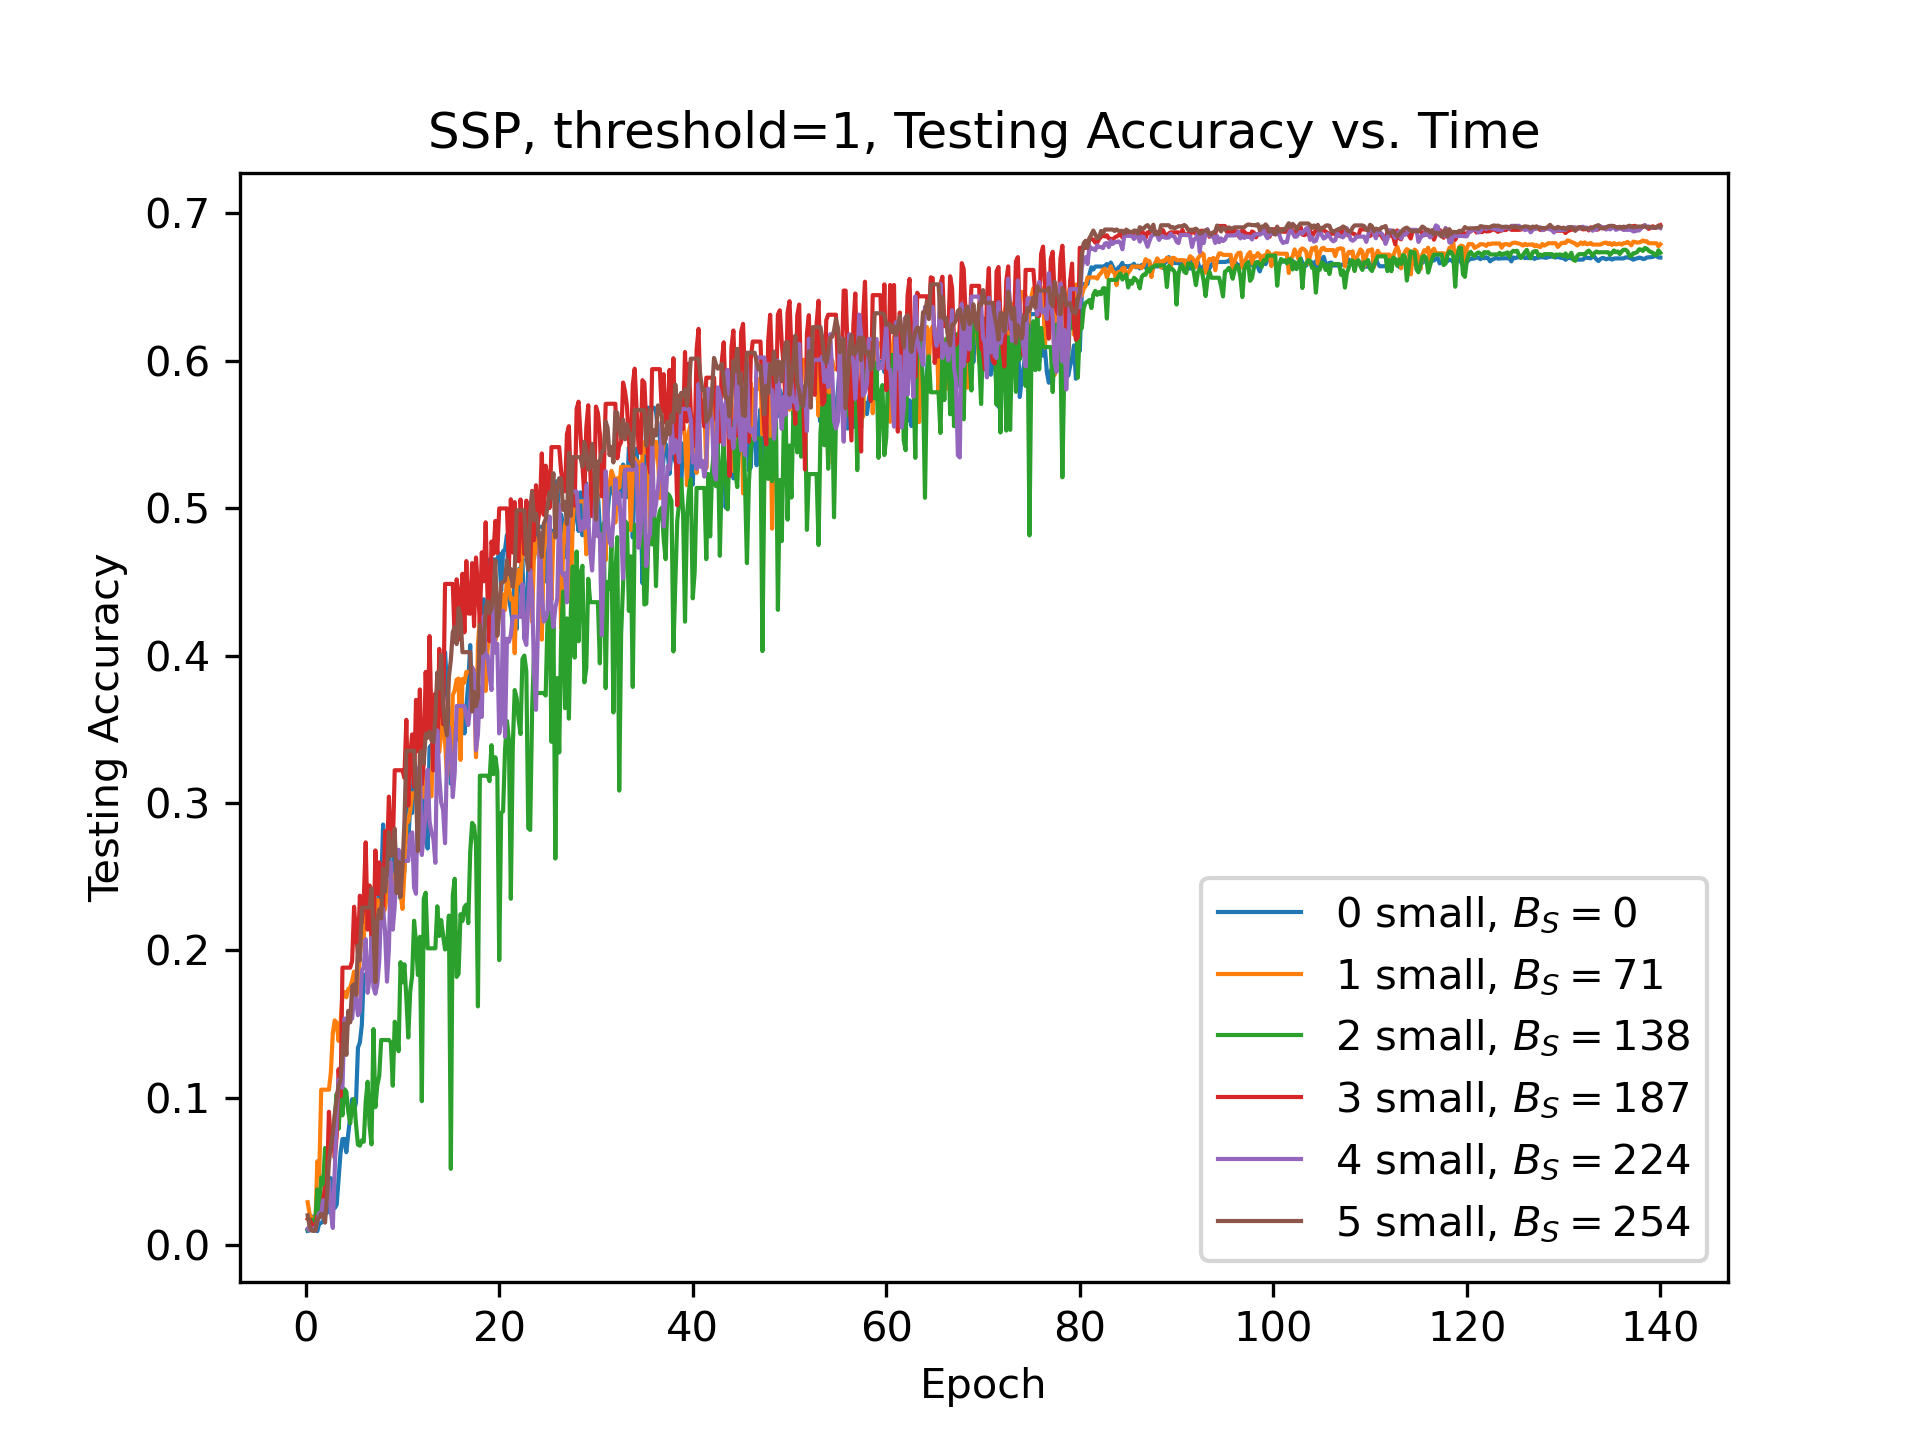 SSP, threshold=1, Testing Accuracy vs. Time
Testing Accuracy
0.7
0.6
0.5
0.4
0.3
0.2
0.1
0.0
0 small, B_S = 0
1 small, B_S = 71
2 small, B_S = 138
3 small, B_S = 187
4 small, B_S = 224
5 small, B_S = 254
0 20 40 60 80 100 120 140
Epoch